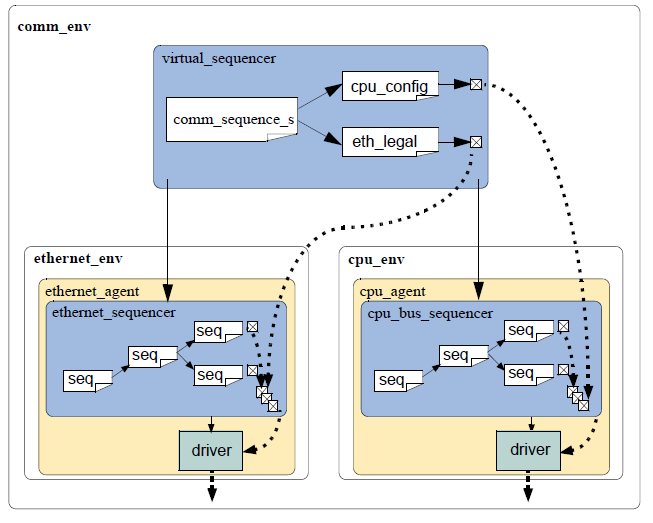 comm_env
virtual_sequencer
cpu_config
comm_sequence_s
eth_legal
ethernet_env
ethernet_agent
ethernet_sequencer
seq
seq
seq
seq
driver
cpu_env
cpu_agent
cpu_bus_sequencer
seq
seq
seq
seq
driver